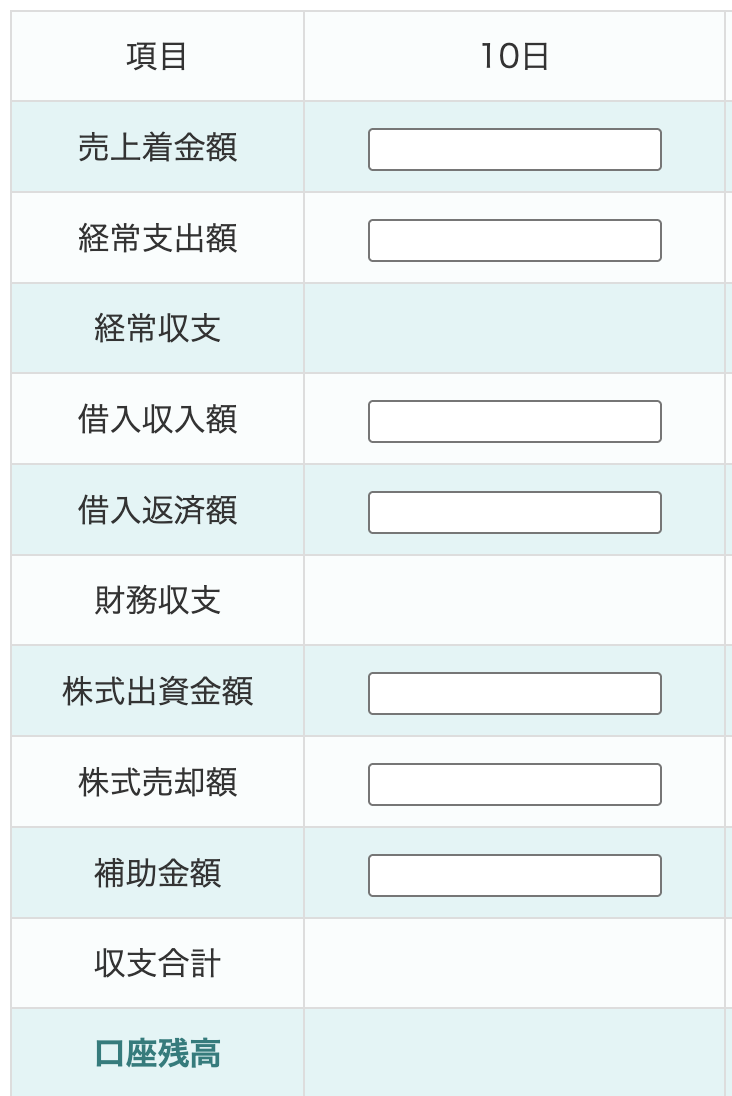 項目 10日
売上着金額
経常支出額
経常収支
借入収入額
借入返済額
財務収支
株式出資金額
株式売却額
補助金額
収支合計
口座残高